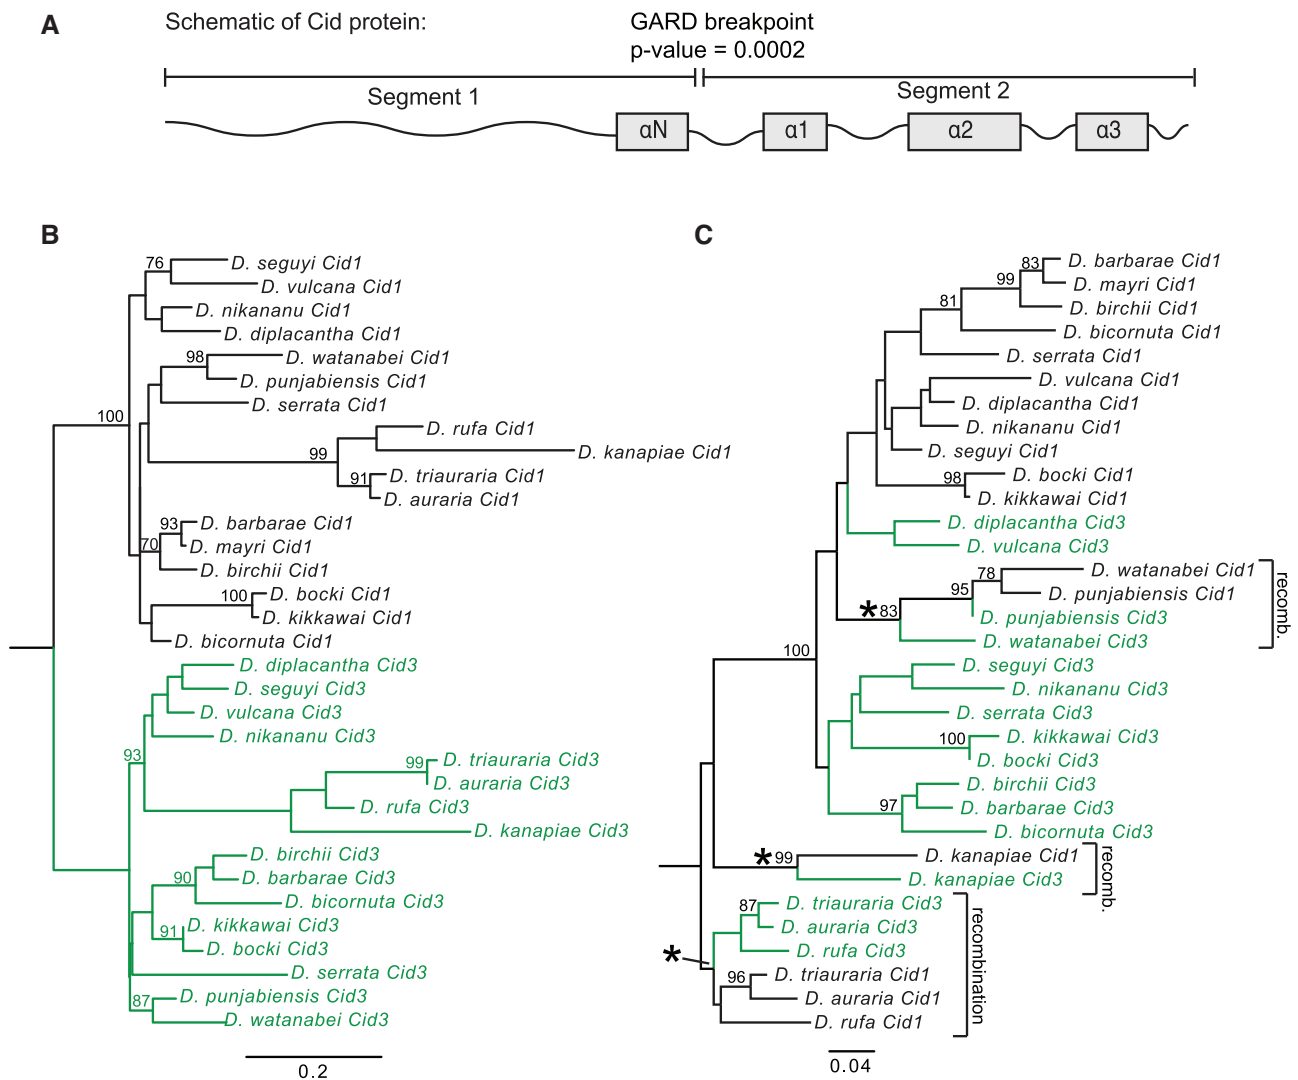 A
Schematic of Cid protein:
GARD breakpoint
p-value = 0.0002
Segment 1
Segment 2
αN
α1
α2
α3
B
76
D. seguyi Cid1
D. vulcana Cid1
D. nikananu Cid1
D. diplacantha Cid1
98
D. watanabei Cid1
D. punjabiensis Cid1
D. serrata Cid1
100
D. rufa Cid1
99
D. kanapiae Cid1
91
D. triauraria Cid1
D. auraria Cid1
93
D. barbarae Cid1
70
D. mayri Cid1
D. birchii Cid1
100
D. bocki Cid1
D. kikkawai Cid1
D. bicornuta Cid1
D. diplacantha Cid3
D. seguyi Cid3
D. vulcana Cid3
D. nikananu Cid3
93
99
D. triauraria Cid3
D. auraria Cid3
D. rufa Cid3
D. kanapiae Cid3
D. birchii Cid3
90
D. barbarae Cid3
D. bicornuta Cid3
91
D. kikkawai Cid3
D. bocki Cid3
D. serrata Cid3
87
D. punjabiensis Cid3
D. watanabei Cid3
0.2
C
83
D. barbarae Cid1
99
D. mayri Cid1
81
D. birchii Cid1
D. bicornuta Cid1
D. serrata Cid1
D. vulcana Cid1
D. diplacantha Cid1
D. nikananu Cid1
D. seguyi Cid1
98
D. bocki Cid1
D. kikkawai Cid1
D. diplacantha Cid3
D. vulcana Cid3
78
D. watanabei Cid1
95
D. punjabiensis Cid1
* 83
D. punjabiensis Cid3
D. watanabei Cid3
recomb.
100
D. seguyi Cid3
D. nikananu Cid3
D. serrata Cid3
100
D. kikkawai Cid3
D. bocki Cid3
D. birchii Cid3
97
D. barbarae Cid3
D. bicornuta Cid3
* 99
D. kanapiae Cid1
D. kanapiae Cid3
recomb.
87
D. triauraria Cid3
D. auraria Cid3
D. rufa Cid3
*
96
D. triauraria Cid1
D. auraria Cid1
D. rufa Cid1
recombination
0.04